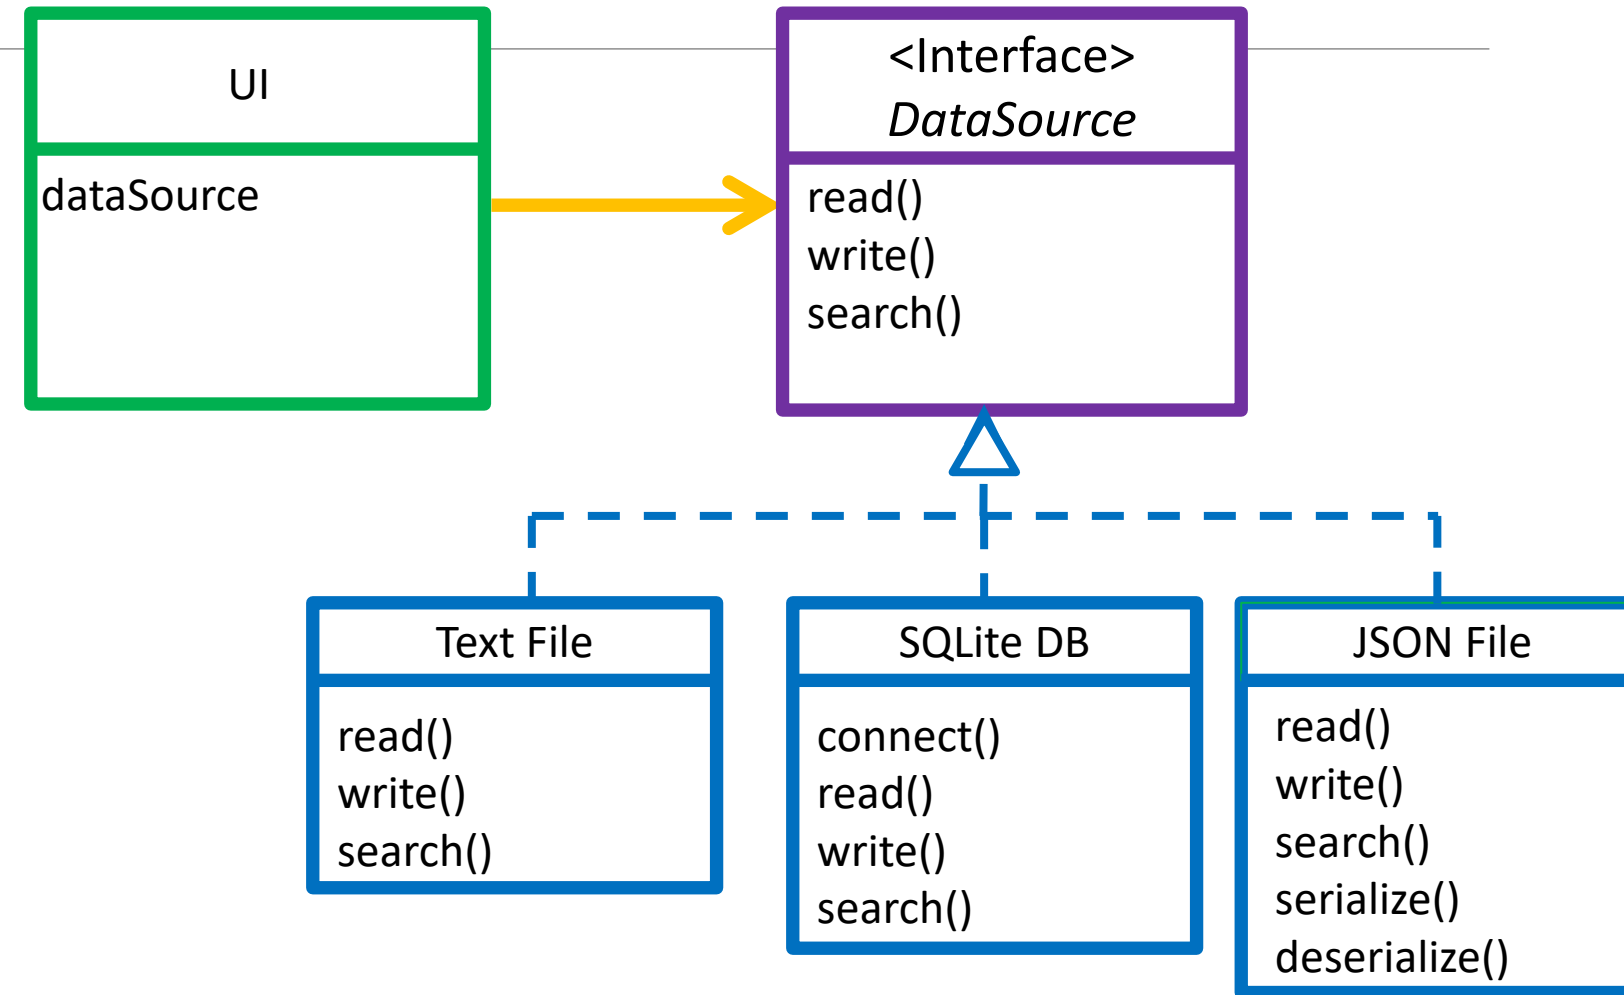 UI
dataSource
<Interface>
DataSource
read()
write()
search()
Text File
read()
write()
search()
SQLite DB
connect()
read()
write()
search()
JSON File
read()
write()
search()
serialize()
deserialize()